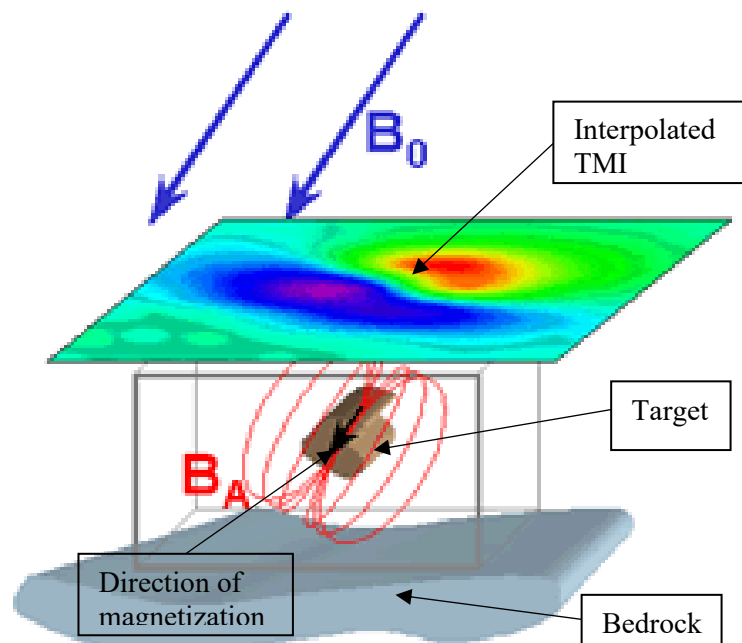 B0
Interpolated
TMI
Target
BA
Direction of
magnetization
Bedrock